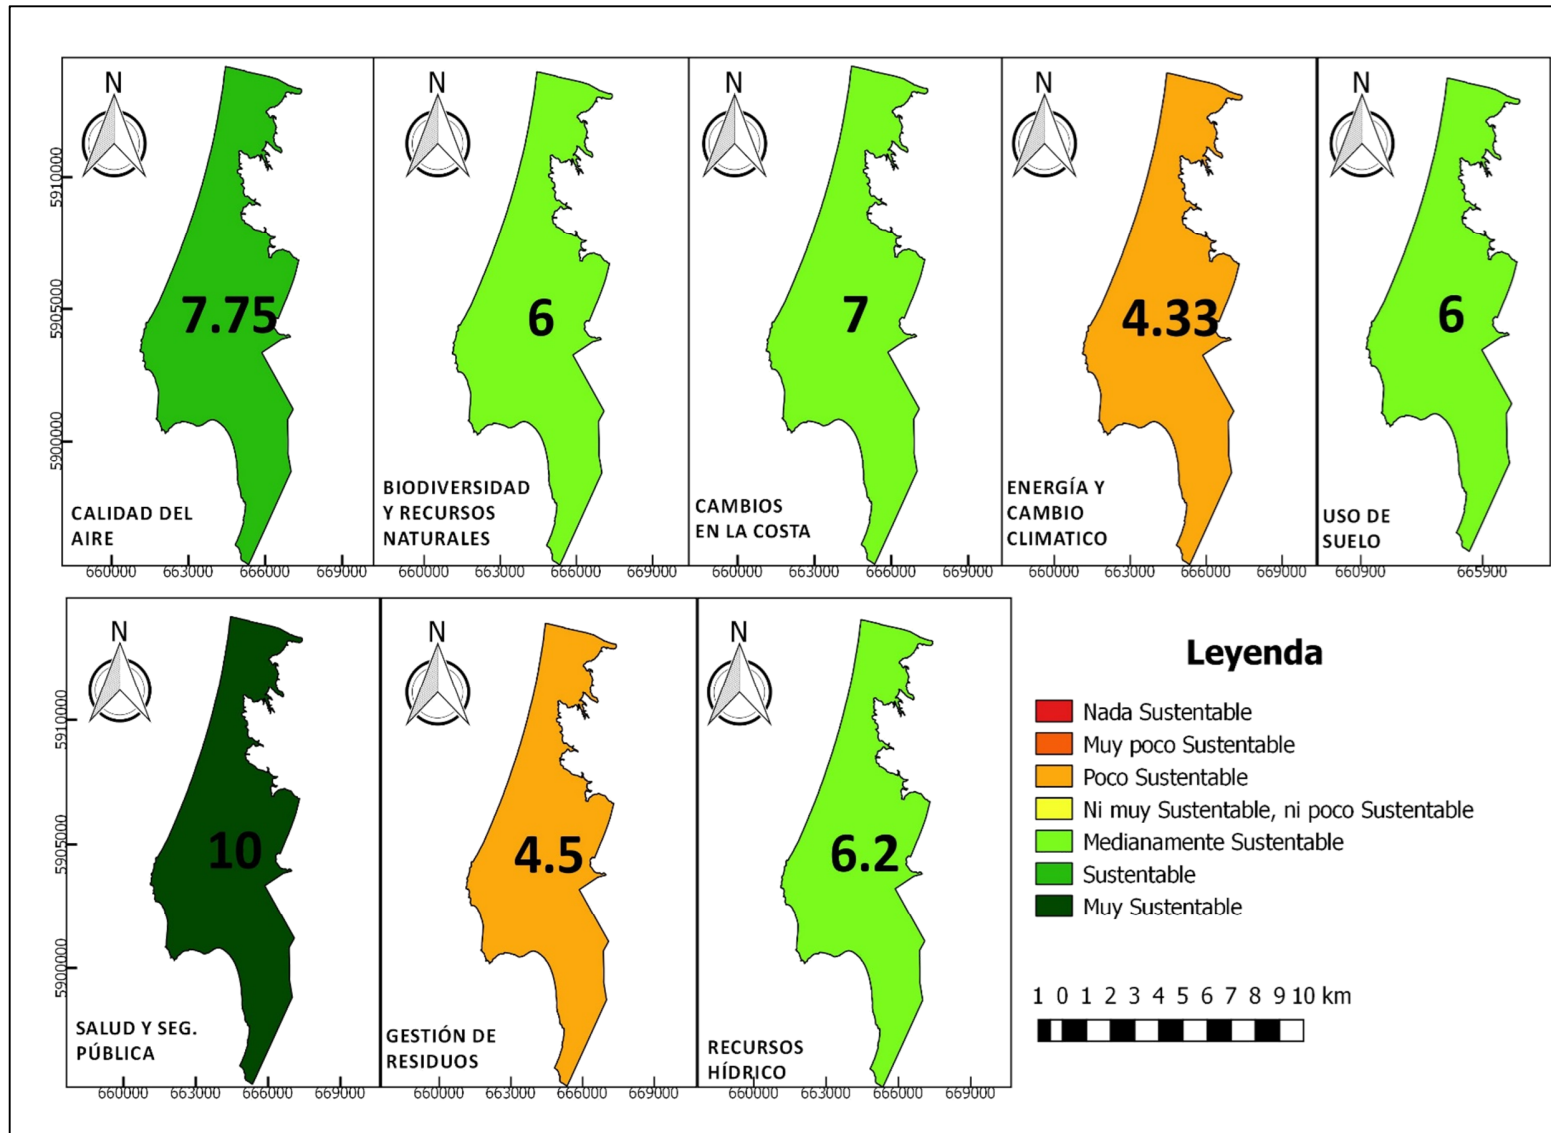 N
N
N
N
N
5910000
5905000
5900000
7.75
6
7
4.33
6
CALIDAD DEL
AIRE
BIODIVERSIDAD
Y RECURSOS
NATURALES
CAMBIOS
EN LA COSTA
ENERGÍA Y
CAMBIO
CLIMATICO
USO DE
SUELO
660000 663000 666000 669000
660000 663000 666000 669000
660000 663000 666000 669000
660000 663000 666000 669000
660900 665900
N
N
N
5910000
5905000
5900000
10
4.5
6.2
SALUD Y SEG.
PÚBLICA
GESTIÓN DE
RESIDUOS
RECURSOS
HÍDRICO
660000 663000 666000 669000
660000 663000 666000 669000
660000 663000 666000 669000
Leyenda
Nada Sustentable
Muy poco Sustentable
Poco Sustentable
Ni muy Sustentable, ni poco Sustentable
Medianamente Sustentable
Sustentable
Muy Sustentable
1 0 1 2 3 4 5 6 7 8 9 10 km